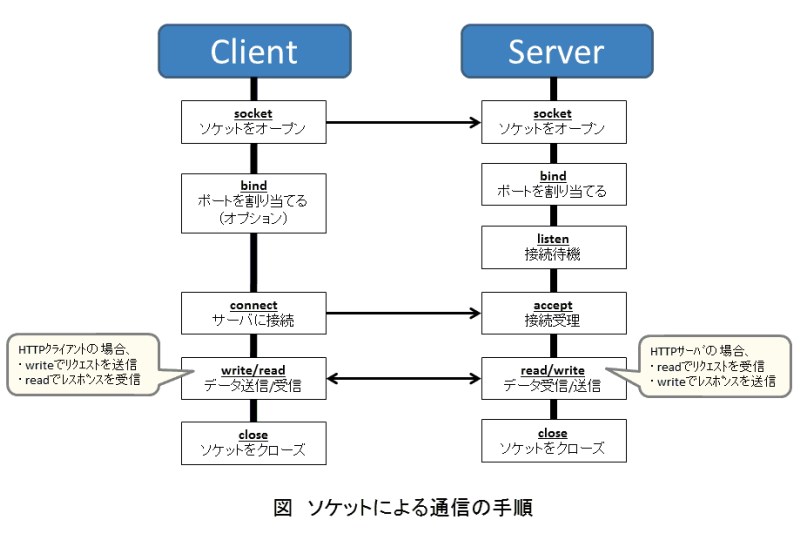 Client
socket
ソケットをオープン
bind
ポートを割り当てる
（オプション）
connect
サーバに接続
HTTPｸﾗｲｱﾝﾄの場合、
・writeでﾘｸｴｽﾄを送信
・readでﾚｽﾎﾟﾝｽを受信
write/read
データ送信/受信
close
ソケットをクローズ
Server
socket
ソケットをオープン
bind
ポートを割り当てる
listen
接続待機
accept
接続受理
read/write
データ受信/送信
HTTPｻｰﾊﾞの場合、
・readでﾘｸｴｽﾄを受信
・writeでﾚｽﾎﾟﾝｽを送信
close
ソケットをクローズ
図　ソケットによる通信の手順